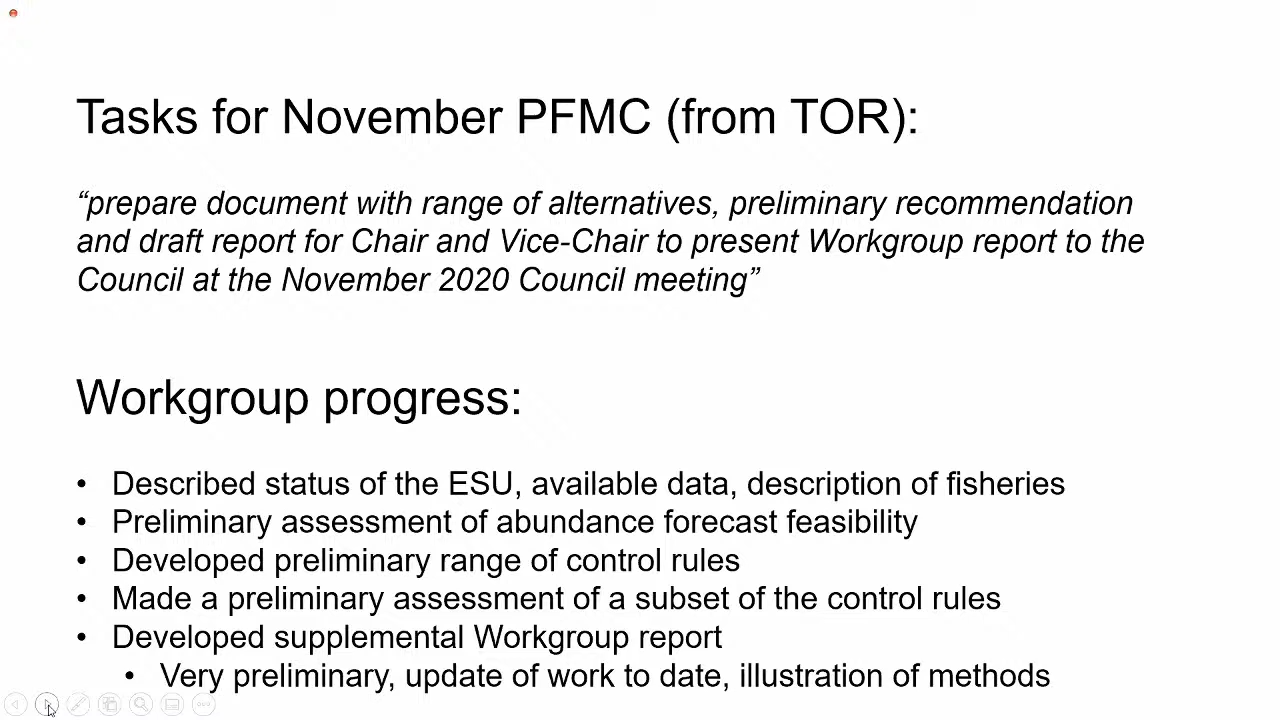 Tasks for November PFMC (from TOR):
“prepare document with range of alternatives, preliminary recommendation
and draft report for Chair and Vice-Chair to present Workgroup report to the
Council at the November 2020 Council meeting”
Workgroup progress:
• Described status of the ESU, available data, description of fisheries
• Preliminary assessment of abundance forecast feasibility
• Developed preliminary range of control rules
• Made a preliminary assessment of a subset of the control rules
• Developed supplemental Workgroup report
• Very preliminary, update of work to date, illustration of methods